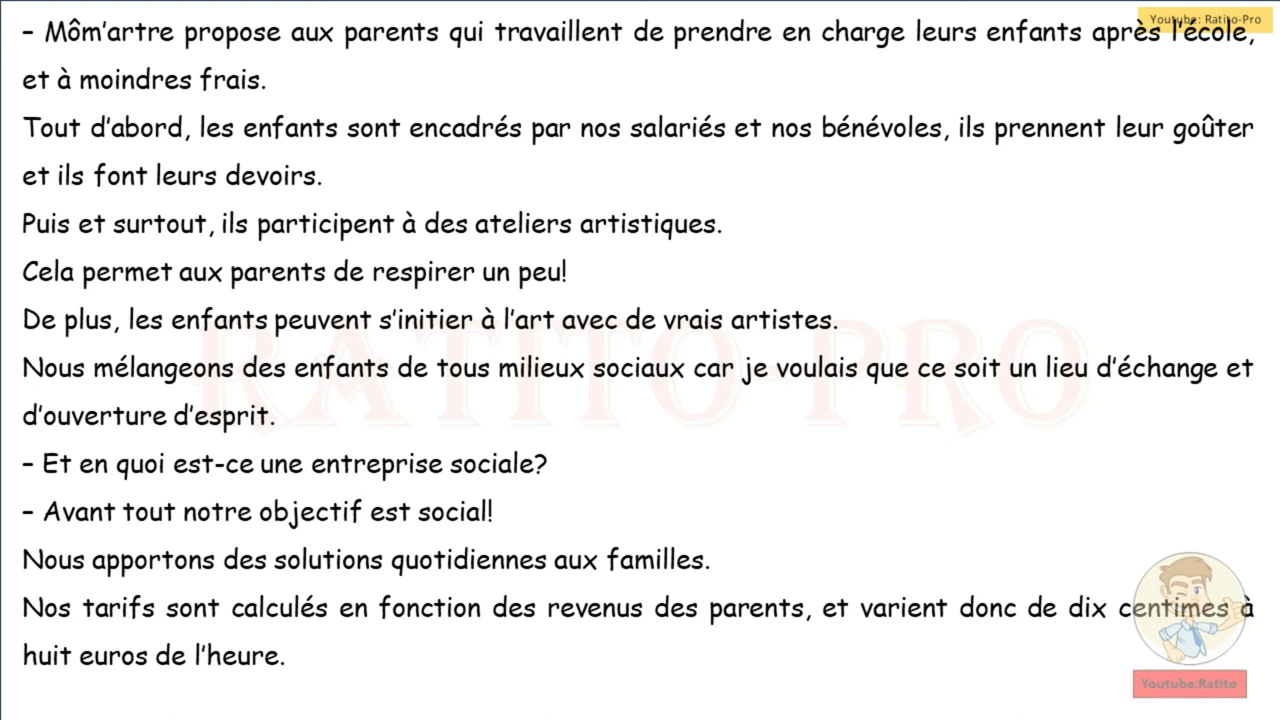 Youtube: Ratito-Pro
– Môm’artre propose aux parents qui travaillent de prendre en charge leurs enfants après l’école,
et à moindres frais.
Tout d’abord, les enfants sont encadrés par nos salariés et nos bénévoles, ils prennent leur goûter
et ils font leurs devoirs.
Puis et surtout, ils participent à des ateliers artistiques.
Cela permet aux parents de respirer un peu!
De plus, les enfants peuvent s’initier à l’art avec de vrais artistes.
RATITO-PRO
Nous mélangeons des enfants de tous milieux sociaux car je voulais que ce soit un lieu d’échange et
d’ouverture d’esprit.
– Et en quoi est-ce une entreprise sociale?
– Avant tout notre objectif est social!
Nous apportons des solutions quotidiennes aux familles.
Nos tarifs sont calculés en fonction des revenus des parents, et varient donc de dix centimes à
huit euros de l’heure.
Youtube:Ratito